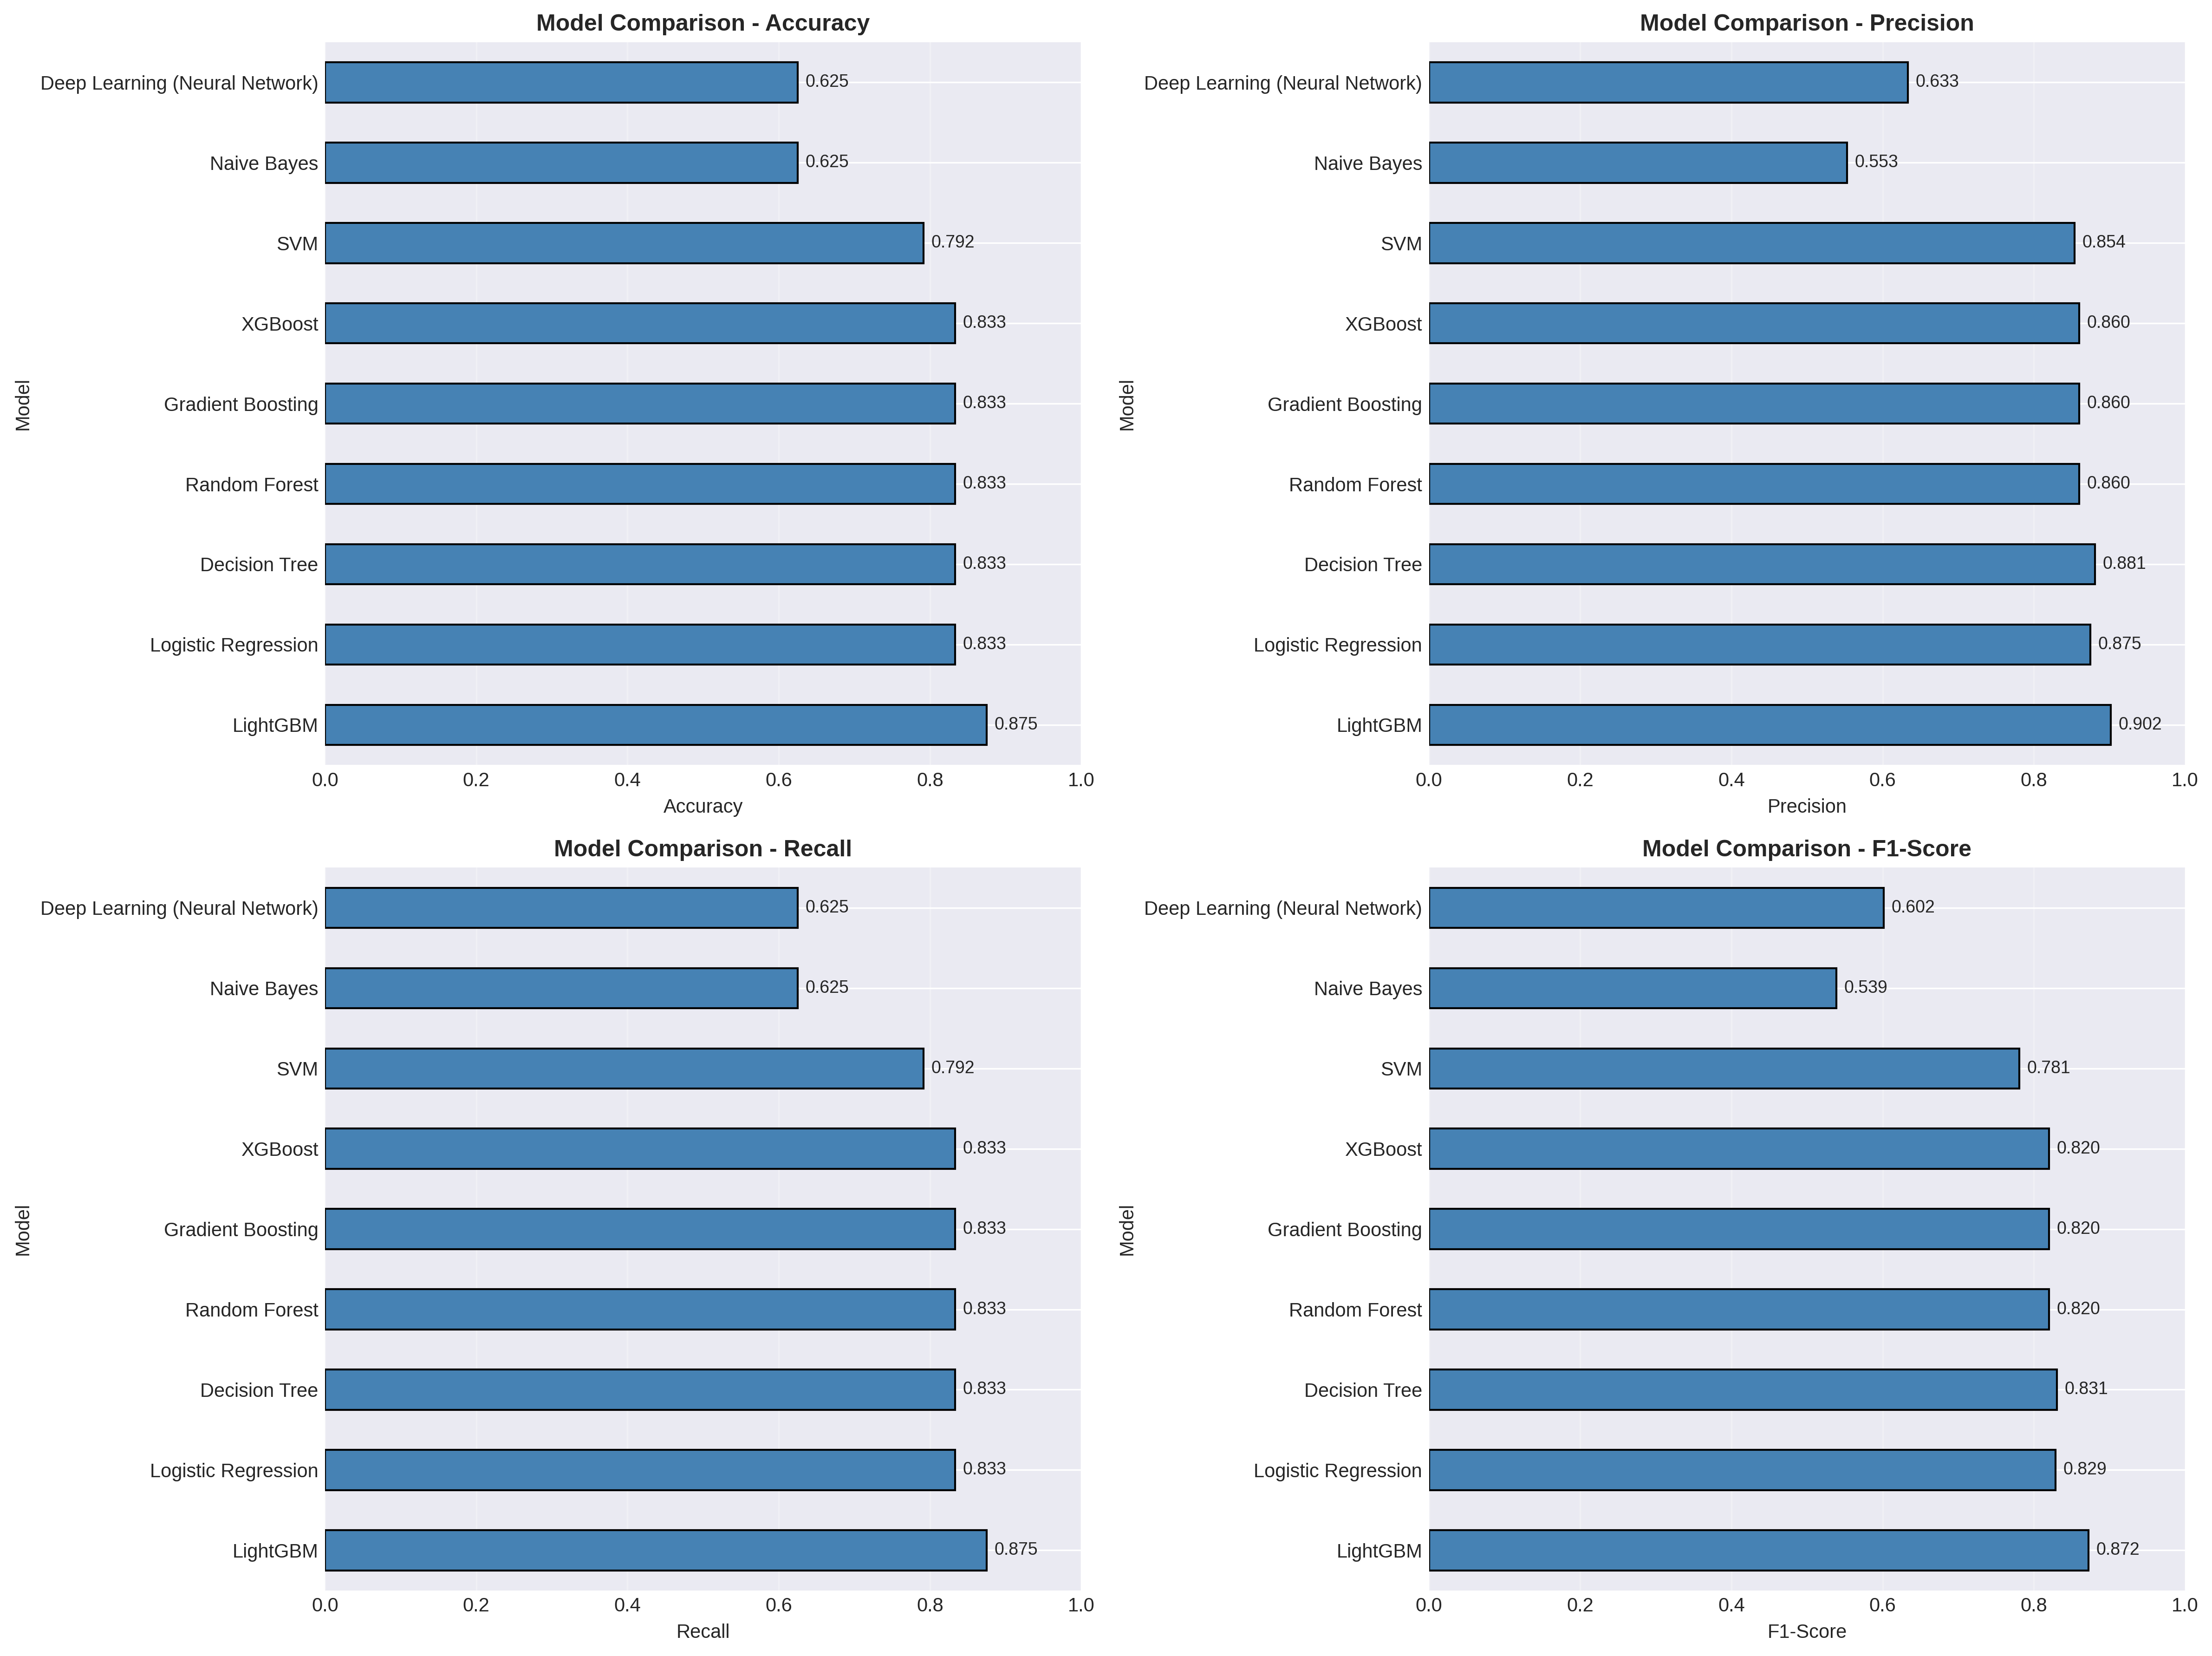 Model Comparison - Accuracy
Model
Deep Learning (Neural Network)
0.625
Naive Bayes
0.625
SVM
0.792
XGBoost
0.833
Gradient Boosting
0.833
Random Forest
0.833
Decision Tree
0.833
Logistic Regression
0.833
LightGBM
0.875
0.0 0.2 0.4 0.6 0.8 1.0
Accuracy
Model Comparison - Precision
Model
Deep Learning (Neural Network)
0.633
Naive Bayes
0.553
SVM
0.854
XGBoost
0.860
Gradient Boosting
0.860
Random Forest
0.860
Decision Tree
0.881
Logistic Regression
0.875
LightGBM
0.902
0.0 0.2 0.4 0.6 0.8 1.0
Precision
Model Comparison - Recall
Model
Deep Learning (Neural Network)
0.625
Naive Bayes
0.625
SVM
0.792
XGBoost
0.833
Gradient Boosting
0.833
Random Forest
0.833
Decision Tree
0.833
Logistic Regression
0.833
LightGBM
0.875
0.0 0.2 0.4 0.6 0.8 1.0
Recall
Model Comparison - F1-Score
Model
Deep Learning (Neural Network)
0.602
Naive Bayes
0.539
SVM
0.781
XGBoost
0.820
Gradient Boosting
0.820
Random Forest
0.820
Decision Tree
0.831
Logistic Regression
0.829
LightGBM
0.872
0.0 0.2 0.4 0.6 0.8 1.0
F1-Score